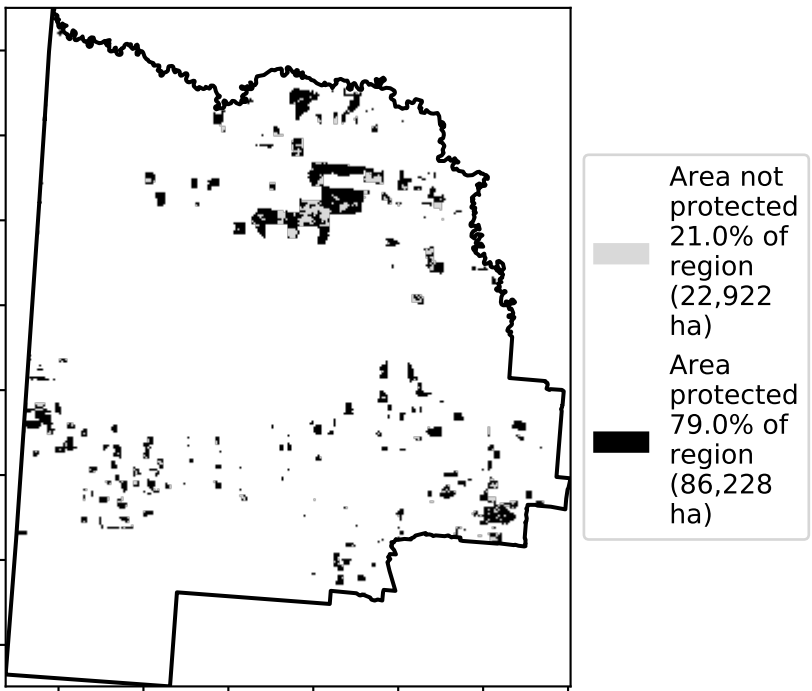 Area not
protected
21.0% of
region
(22,922
ha)
Area
protected
79.0% of
region
(86,228
ha)